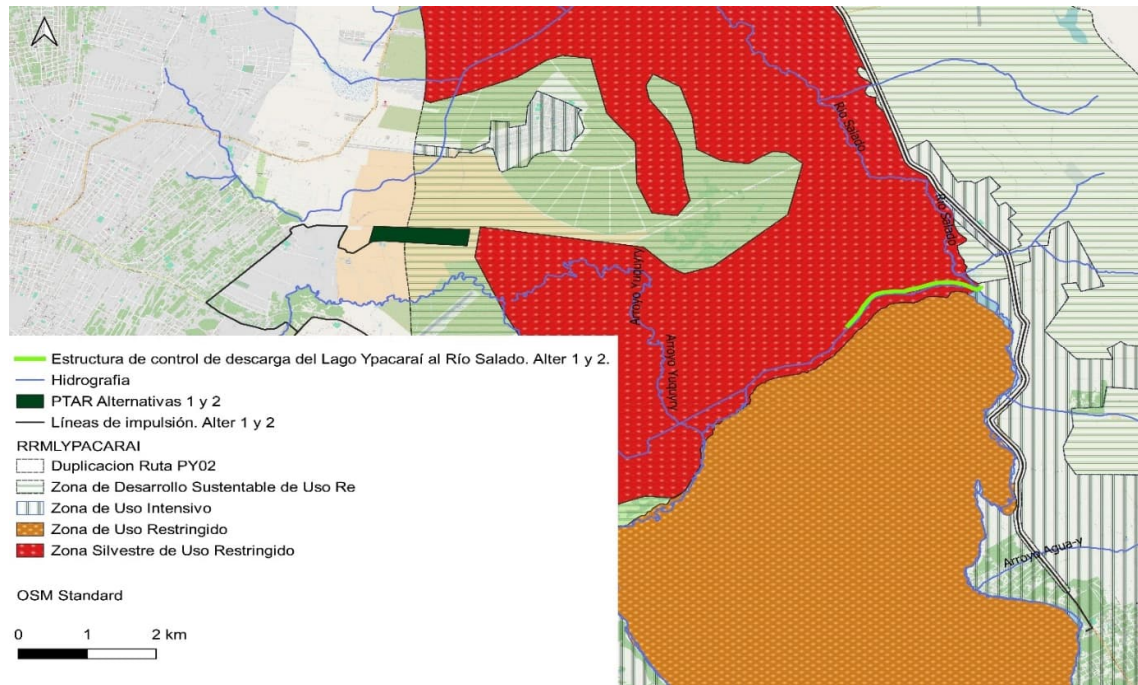 Río Salado
Río Salado
Arroyo Yuquyry
Arroyo Yuquyry
Arroyo Agua-y
Estructura de control de descarga del Lago Ypacaraí al Río Salado. Alter 1 y 2.
Hidrografia
PTAR Alternativas 1 y 2
Líneas de impulsión. Alter 1 y 2
RRMLYPACARAI
Duplicacion Ruta PY02
Zona de Desarrollo Sustentable de Uso Re
Zona de Uso Intensivo
Zona de Uso Restringido
Zona Silvestre de Uso Restringido
OSM Standard
0 1 2 km